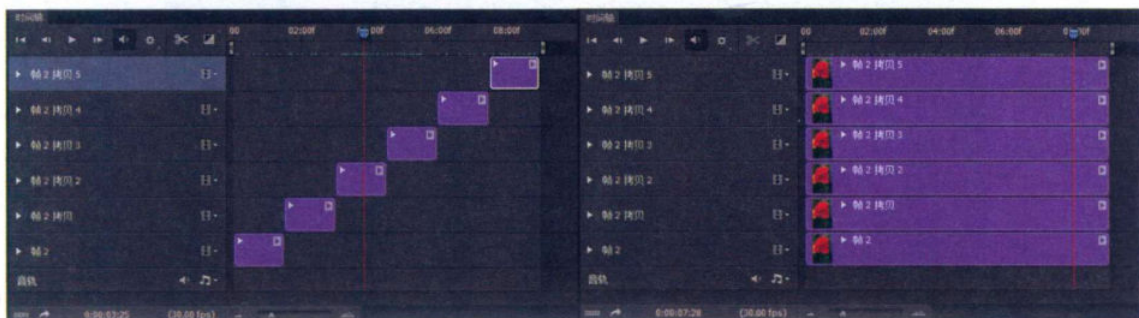 时间轴
00 02:00f 04:00f 06:00f 08:00f
帧 2 拷贝 5
帧 2 拷贝 4
帧 2 拷贝 3
帧 2 拷贝 2
帧 2 拷贝
帧 2
音轨
0:00:03:25 (30.00 fps)
时间轴
00 02:00f 04:00f 06:00f
帧 2 拷贝 5 帧 2 拷贝 5
帧 2 拷贝 4 帧 2 拷贝 4
帧 2 拷贝 3 帧 2 拷贝 3
帧 2 拷贝 2 帧 2 拷贝 2
帧 2 拷贝 帧 2 拷贝
帧 2 帧 2
音轨
0:00:07:28 (30.00 fps)